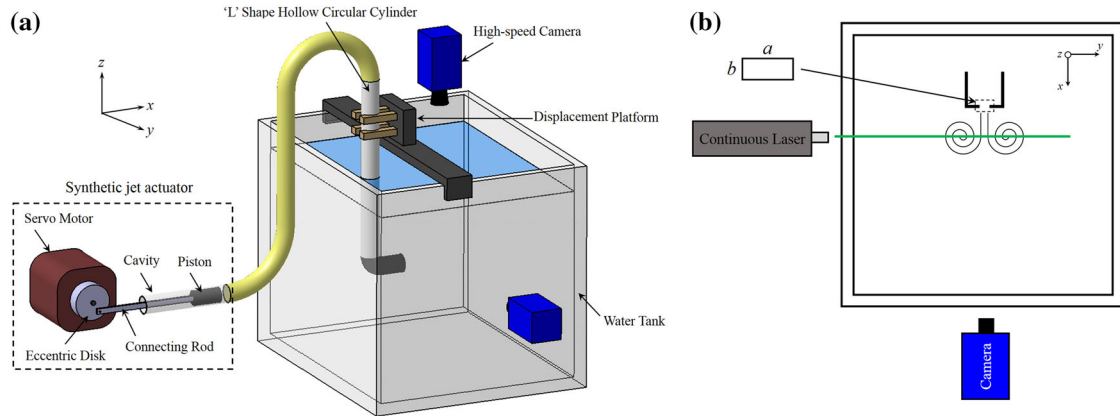 (a)
'L' Shape Hollow Circular Cylinder
High-speed Camera
z
x
y
Displacement Platform
Synthetic jet actuator
Servo Motor
Cavity
Piston
Eccentric Disk
Connecting Rod
Water Tank
(b)
a
b
z
y
x
Continuous Laser
Camera